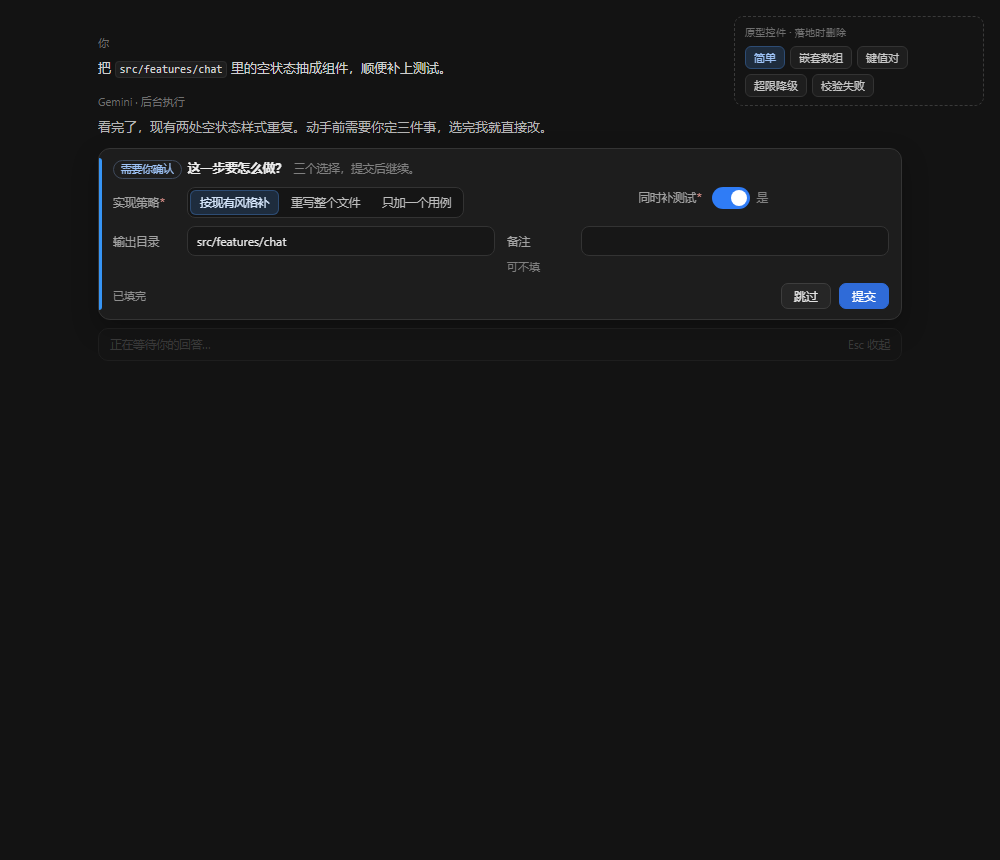 原型控件 · 落地时删除
简单 嵌套数组 键值对
超限降级 校验失败
你
把 src/features/chat 里的空状态抽成组件，顺便补上测试。
Gemini · 后台执行
看完了，现有两处空状态样式重复。动手前需要你定三件事，选完我就直接改。
需要你确认 这一步要怎么做？ 三个选择，提交后继续。
实现策略* 按现有风格补 重写整个文件 只加一个用例 同时补测试* 是
输出目录 src/features/chat 备注
可不填
已填完 跳过 提交
正在等待你的回答... Esc 收起